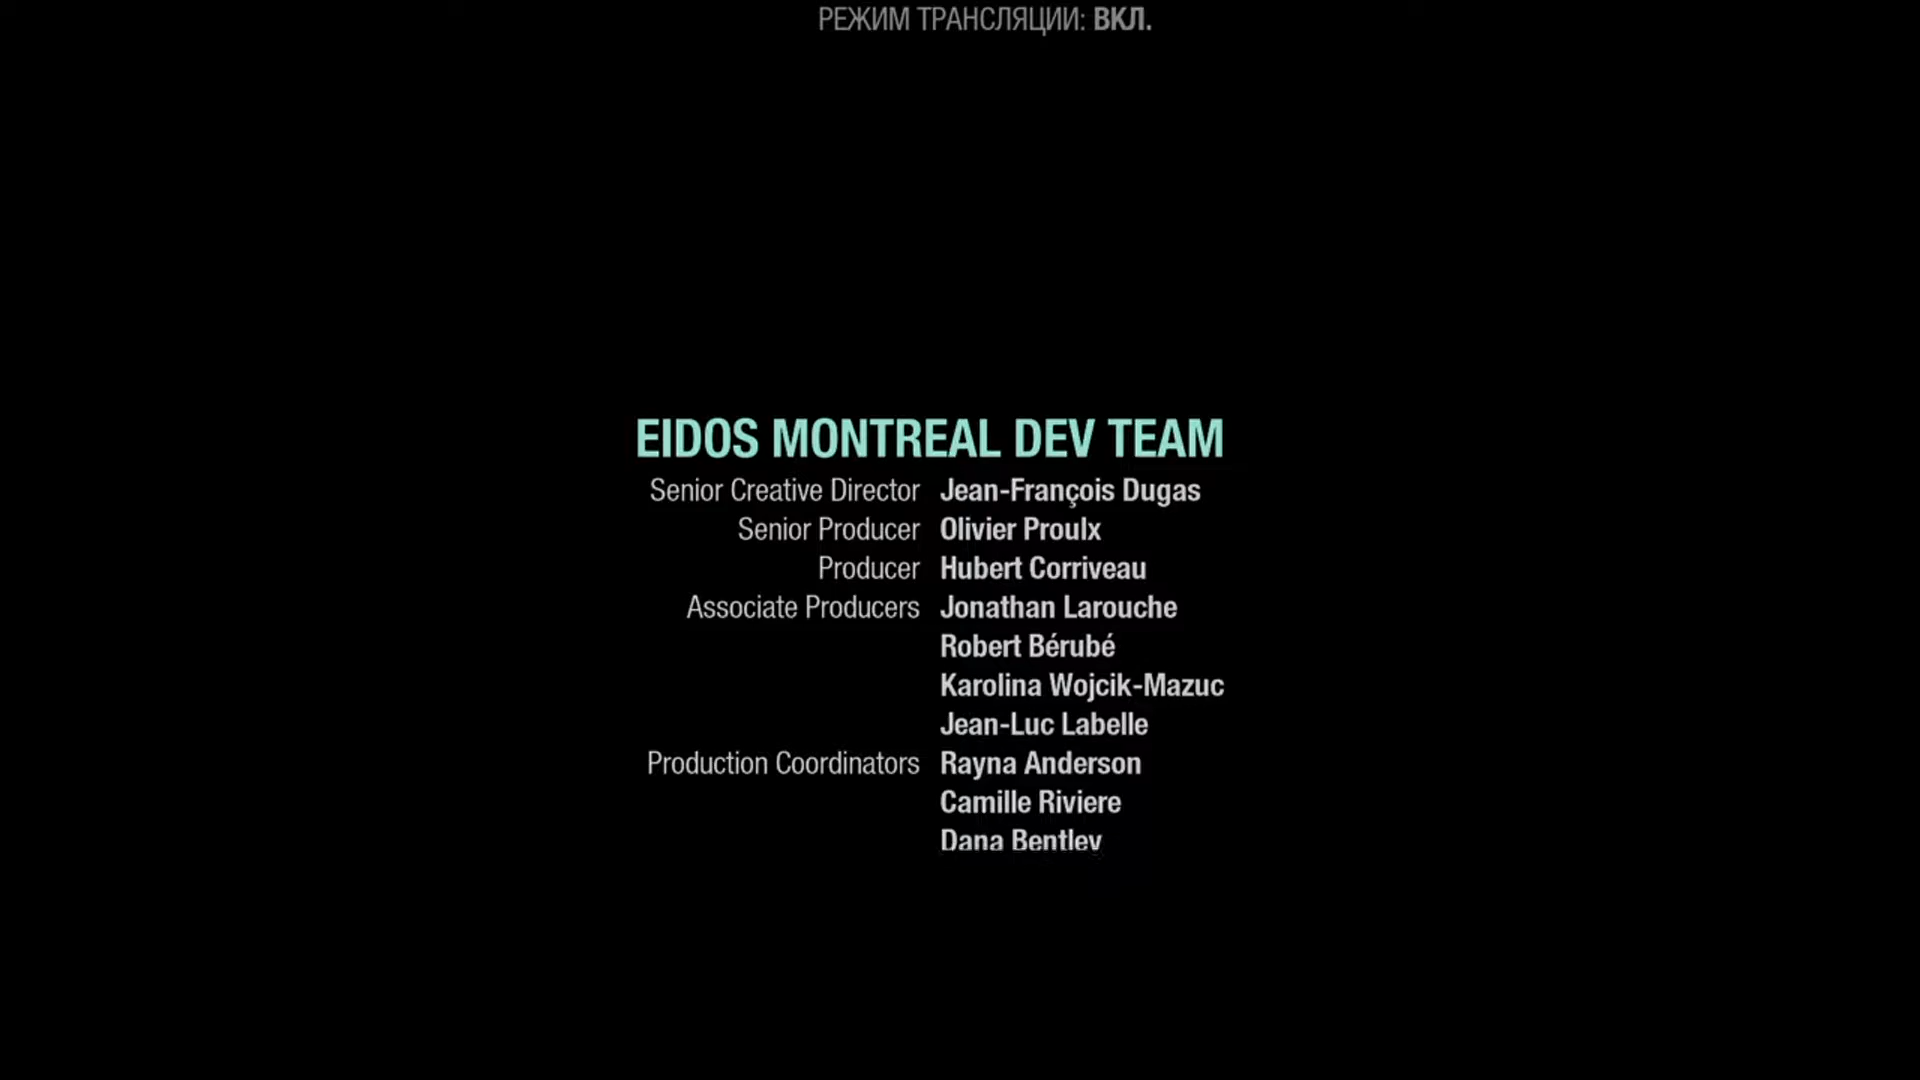 РЕЖИМ ТРАНСЛЯЦИИ: ВКЛ.
EIDOS MONTREAL DEV TEAM
Senior Creative Director Jean-François Dugas
Senior Producer Olivier Proulx
Producer Hubert Corriveau
Associate Producers Jonathan Larouche
Robert Bérubé
Karolina Wojcik-Mazuc
Jean-Luc Labelle
Production Coordinators Rayna Anderson
Camille Riviere
Dana Bentley